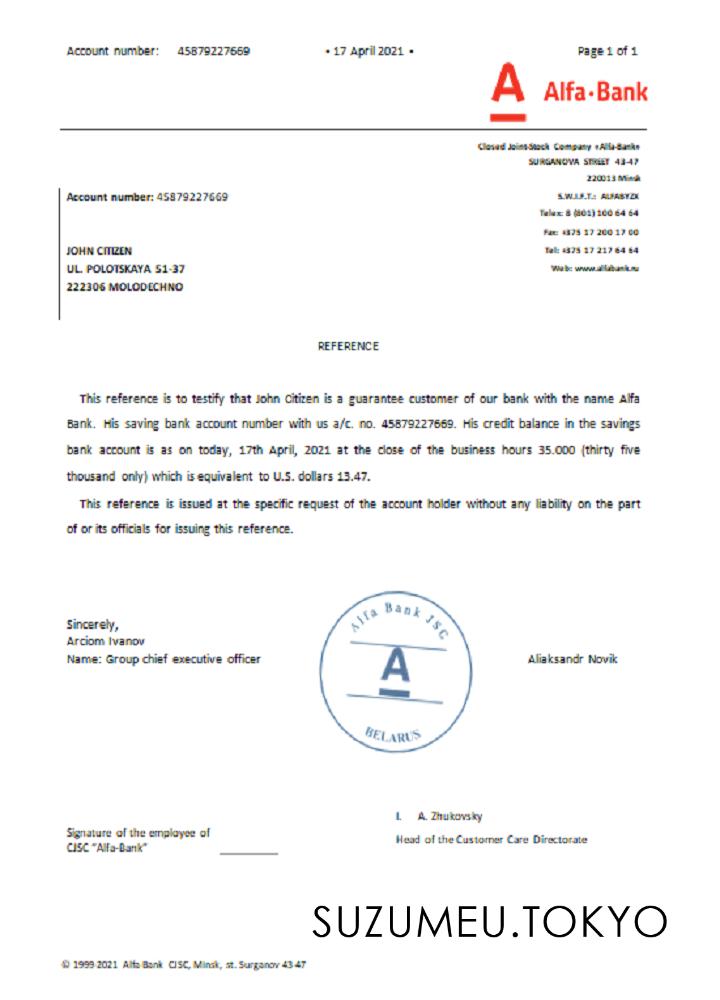 Account number: 45879227669 • 17 April 2021 • Page 1 of 1
A Alfa·Bank
Closed Joint-Stock Company «Alfa-Bank»
SURGANOVA STREET 43-47
220013 Minsk
S.W.I.F.T.: ALFABYZK
Telex: 8 (801) 100 64 64
Fax: +375 17 200 17 00
Tel: +375 17 217 64 64
Web: www.alfabank.ru
Account number: 45879227669
JOHN CITIZEN
UL. POLOTSKAYA 51-37
222306 MOLODECHNO
REFERENCE
This reference is to testify that John Citizen is a guarantee customer of our bank with the name Alfa
Bank. His saving bank account number with us a/c. no. 45879227669. His credit balance in the savings
bank account is as on today, 17th April, 2021 at the close of the business hours 35.000 (thirty five
thousand only) which is equivalent to U.S. dollars 13.47.
This reference is issued at the specific request of the account holder without any liability on the part
of or its officials for issuing this reference.
Sincerely,
Arciom Ivanov
Name: Group chief executive officer
Alfa Bank JSC
A
BELARUS
Aliaksandr Novik
I. A. Zhukovsky
Head of the Customer Care Directorate
Signature of the employee of
CJSC "Alfa-Bank"
SUZUMEU.TOKYO
© 1999-2021 Alfa-Bank CJSC, Minsk, st. Surganov 43-47